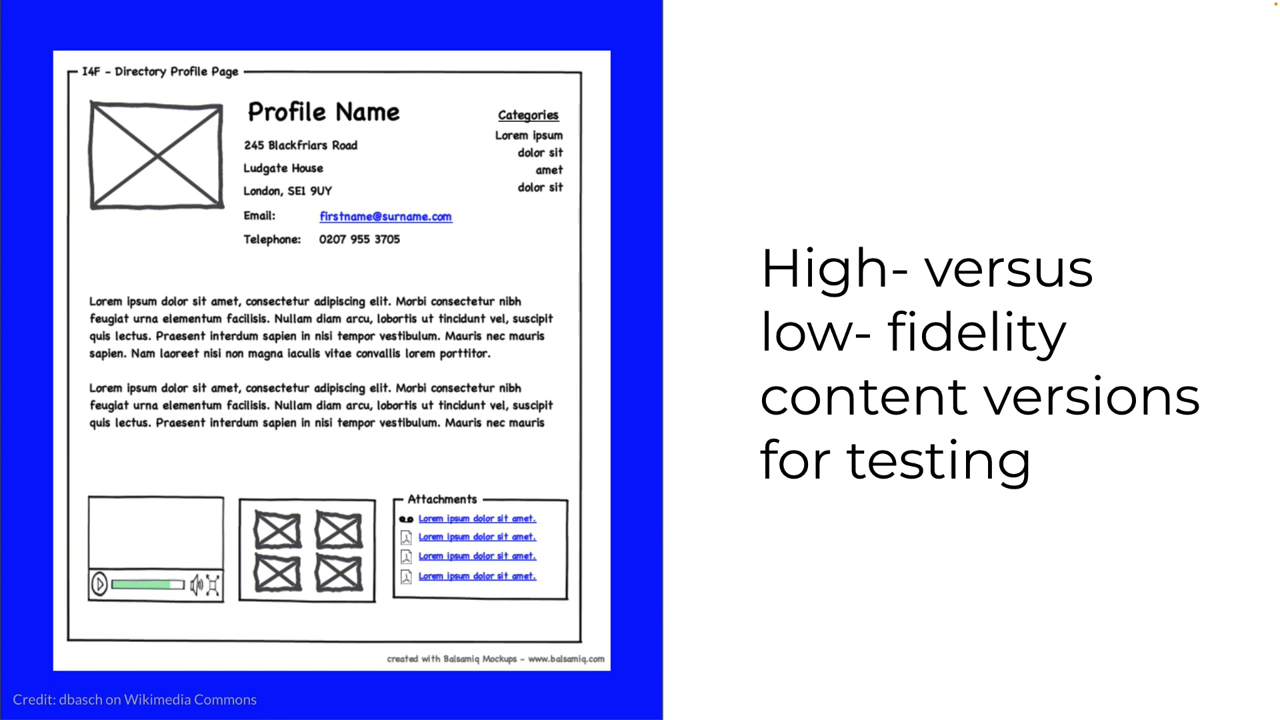 I4F - Directory Profile Page
Profile Name
245 Blackfriars Road
Ludgate House
London, SE1 9UY
Email: firstname@surname.com
Telephone: 0207 955 3705
Categories
Lorem ipsum
dolor sit
amet
dolor sit
Lorem ipsum dolor sit amet, consectetur adipiscing elit. Morbi consectetur nibh
feugiat urna elementum facilisis. Nullam diam arcu, lobortis ut tincidunt vel, suscipit
quis lectus. Praesent interdum sapien in nisi tempor vestibulum. Mauris nec mauris
sapien. Nam laoreet nisi non magna iaculis vitae convallis lorem porttitor.
Lorem ipsum dolor sit amet, consectetur adipiscing elit. Morbi consectetur nibh
feugiat urna elementum facilisis. Nullam diam arcu, lobortis ut tincidunt vel, suscipit
quis lectus. Praesent interdum sapien in nisi tempor vestibulum. Mauris nec mauris
Attachments
Lorem ipsum dolor sit amet.
Lorem ipsum dolor sit amet.
Lorem ipsum dolor sit amet.
Lorem ipsum dolor sit amet.
created with Balsamiq Mockups - www.balsamiq.com
Credit: dbasch on Wikimedia Commons
High- versus
low- fidelity
content versions
for testing